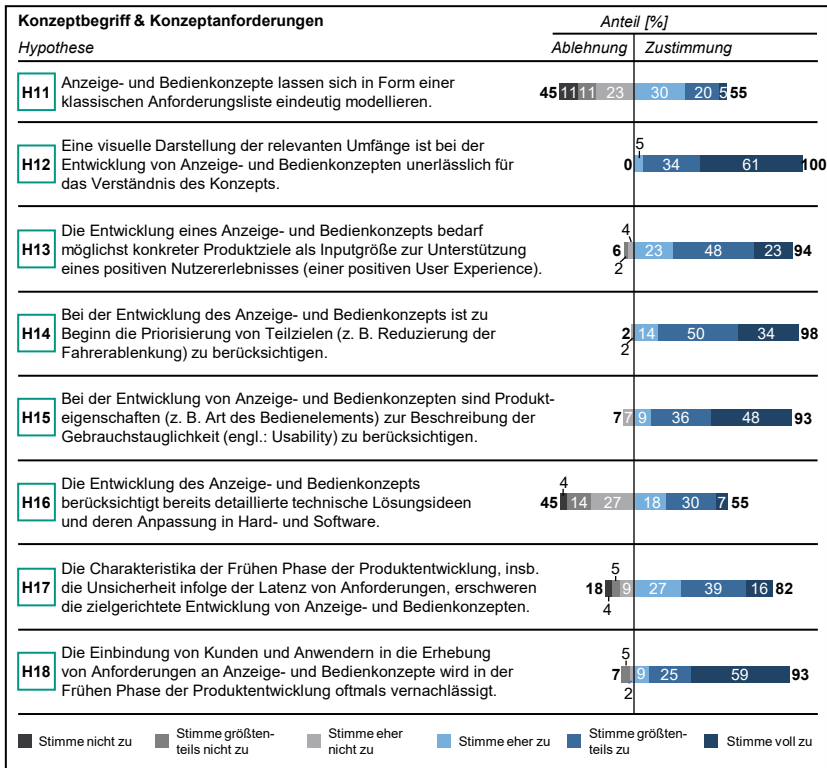 Konzeptbegriff & Konzeptanforderungen Anteil [%]
Hypothese Ablehnung Zustimmung
H11 Anzeige- und Bedienkonzepte lassen sich in Form einer
klassischen Anforderungsliste eindeutig modellieren.
45 11 11 23 30 20 5 55
H12 Eine visuelle Darstellung der relevanten Umfänge ist bei der
Entwicklung von Anzeige- und Bedienkonzepten unerlässlich für
das Verständnis des Konzepts.
5
0 34 61 100
H13 Die Entwicklung eines Anzeige- und Bedienkonzepts bedarf
möglichst konkreter Produktziele als Inputgröße zur Unterstützung
eines positiven Nutzererlebnisses (einer positiven User Experience).
4
6 23 48 23 94
2
H14 Bei der Entwicklung des Anzeige- und Bedienkonzepts ist zu
Beginn die Priorisierung von Teilzielen (z. B. Reduzierung der
Fahrerablenkung) zu berücksichtigen.
2 14 50 34 98
2
H15 Bei der Entwicklung von Anzeige- und Bedienkonzepten sind Produkt-
eigenschaften (z. B. Art des Bedienelements) zur Beschreibung der
Gebrauchstauglichkeit (engl.: Usability) zu berücksichtigen.
7 7 9 36 48 93
H16 Die Entwicklung des Anzeige- und Bedienkonzepts
berücksichtigt bereits detaillierte technische Lösungsideen
und deren Anpassung in Hard- und Software.
4
45 14 27 18 30 7 55
H17 Die Charakteristika der Frühen Phase der Produktentwicklung, insb.
die Unsicherheit infolge der Latenz von Anforderungen, erschweren
die zielgerichtete Entwicklung von Anzeige- und Bedienkonzepten.
5
18 9 27 39 16 82
4
H18 Die Einbindung von Kunden und Anwendern in die Erhebung
von Anforderungen an Anzeige- und Bedienkonzepte wird in der
Frühen Phase der Produktentwicklung oftmals vernachlässigt.
5
7 9 25 59 93
2
Stimme nicht zu
Stimme größten-
teils nicht zu
Stimme eher
nicht zu
Stimme eher zu
Stimme größten-
teils zu
Stimme voll zu